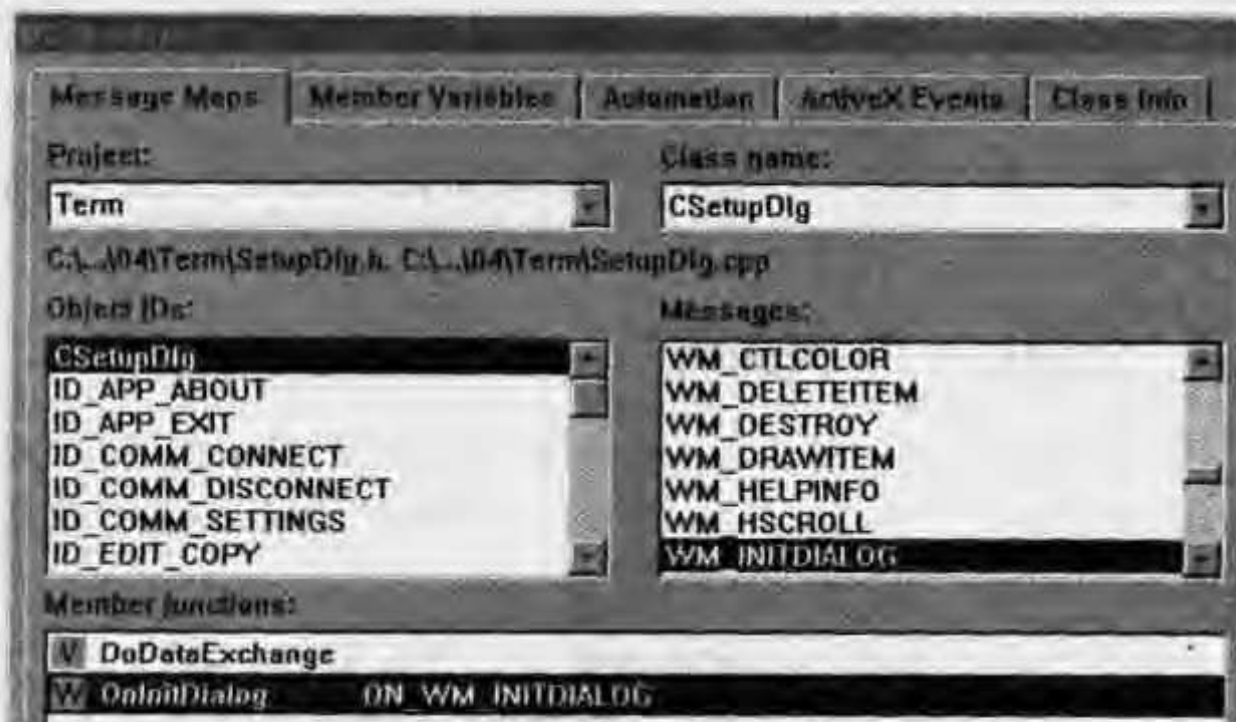 Message Maps Member Variables Automation ActiveX Events Class Info
Project: Class name:
Term CSetupDlg
C:\...\04\Term\SetupDlg.h, C:\...\04\Term\SetupDlg.cpp
Object IDs: Messages:
CSetupDlg WM_CTLCOLOR
ID_APP_ABOUT WM_DELETEITEM
ID_APP_EXIT WM_DESTROY
ID_COMM_CONNECT WM_DRAWITEM
ID_COMM_DISCONNECT WM_HELPINFO
ID_COMM_SETTINGS WM_HSCROLL
ID_EDIT_COPY WM_INITDIALOG
Member functions:
V DoDataExchange
W OnInitDialog ON_WM_INITDIALOG